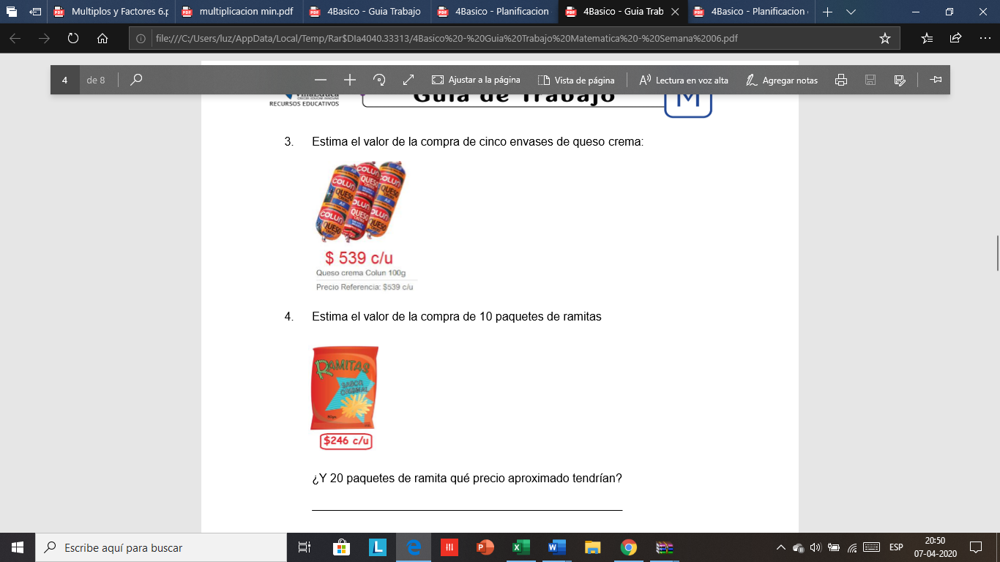 Multiplos y Factores 6.p
multiplicacion min.pdf
4Basico - Guia Trabajo
4Basico - Planificacion
4Basico - Guia Trab
4Basico - Planificacion
file:///C:/Users/luz/AppData/Local/Temp/Rar$DIa4040.33313/4Basico%20-%20Guia%20Trabajo%20Matematica%20-%20Semana%2006.pdf
4 de 8
Ajustar a la página
Vista de página
Lectura en voz alta
Agregar notas
Guía de Trabajo
M
RECURSOS EDUCATIVOS
3. Estima el valor de la compra de cinco envases de queso crema:
COLUN
QUESO
COLUN
QUESO
COLUN
QUESO
$ 539 c/u
Queso crema Colun 100g
Precio Referencia: $539 c/u
4. Estima el valor de la compra de 10 paquetes de ramitas
RAMITAS
SABOR
ORIGINAL
$246 c/u
¿Y 20 paquetes de ramita qué precio aproximado tendrían?
Escribe aquí para buscar
ESP
20:50
07-04-2020